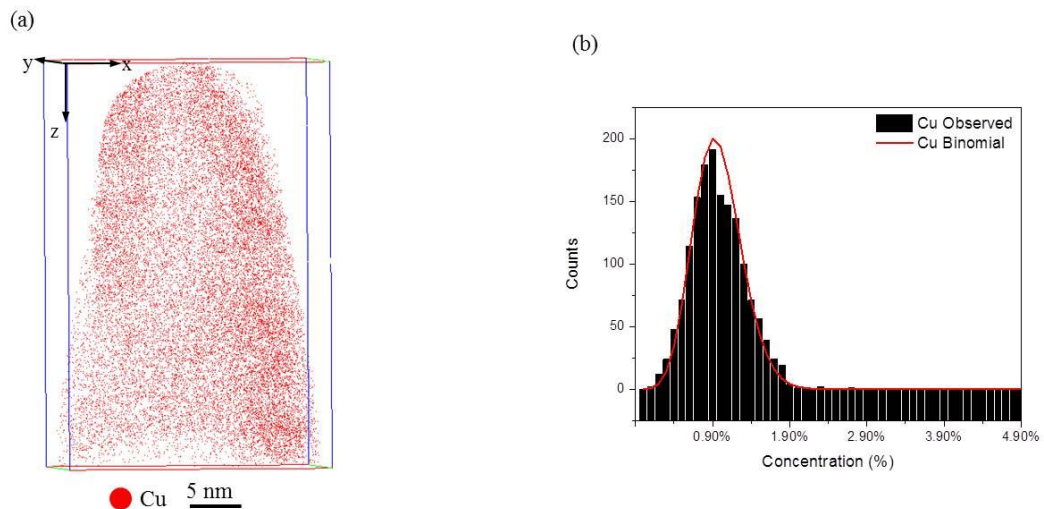 (a)
y
x
z
Cu
5 nm
(b)
Cu Observed
Cu Binomial
200
150
100
50
0
Counts
0.90%
1.90%
2.90%
3.90%
4.90%
Concentration (%)